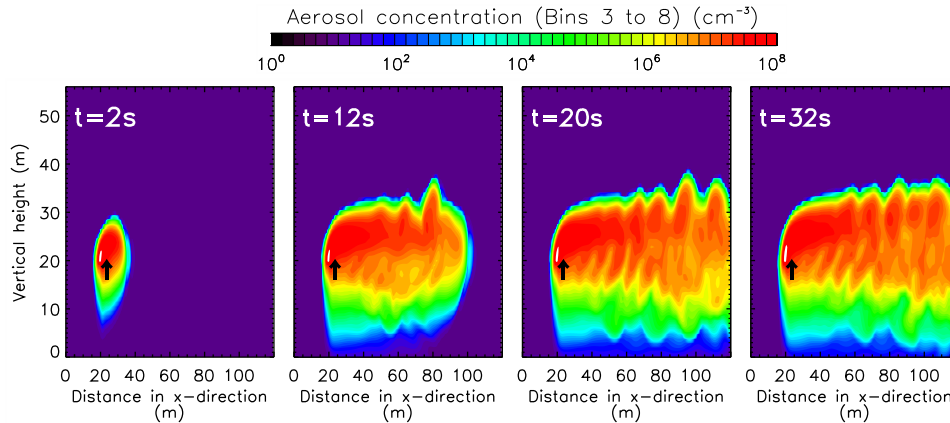 Aerosol concentration (Bins 3 to 8) (cm⁻³)
10⁰ 10² 10⁴ 10⁶ 10⁸
t=2s t=12s t=20s t=32s
Vertical height (m)
50
40
30
20
10
0
0 20 40 60 80 100 0 20 40 60 80 100 0 20 40 60 80 100 0 20 40 60 80 100
Distance in x-direction Distance in x-direction Distance in x-direction Distance in x-direction
(m) (m) (m) (m)